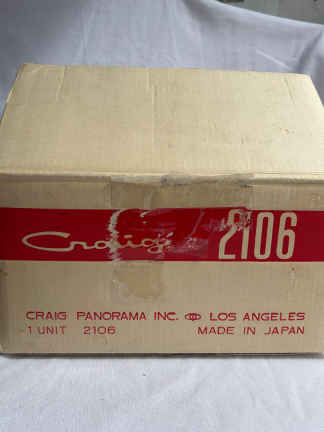 Craig 2106
CRAIG PANORAMA INC. LOS ANGELES
-1 UNIT 2106 MADE IN JAPAN